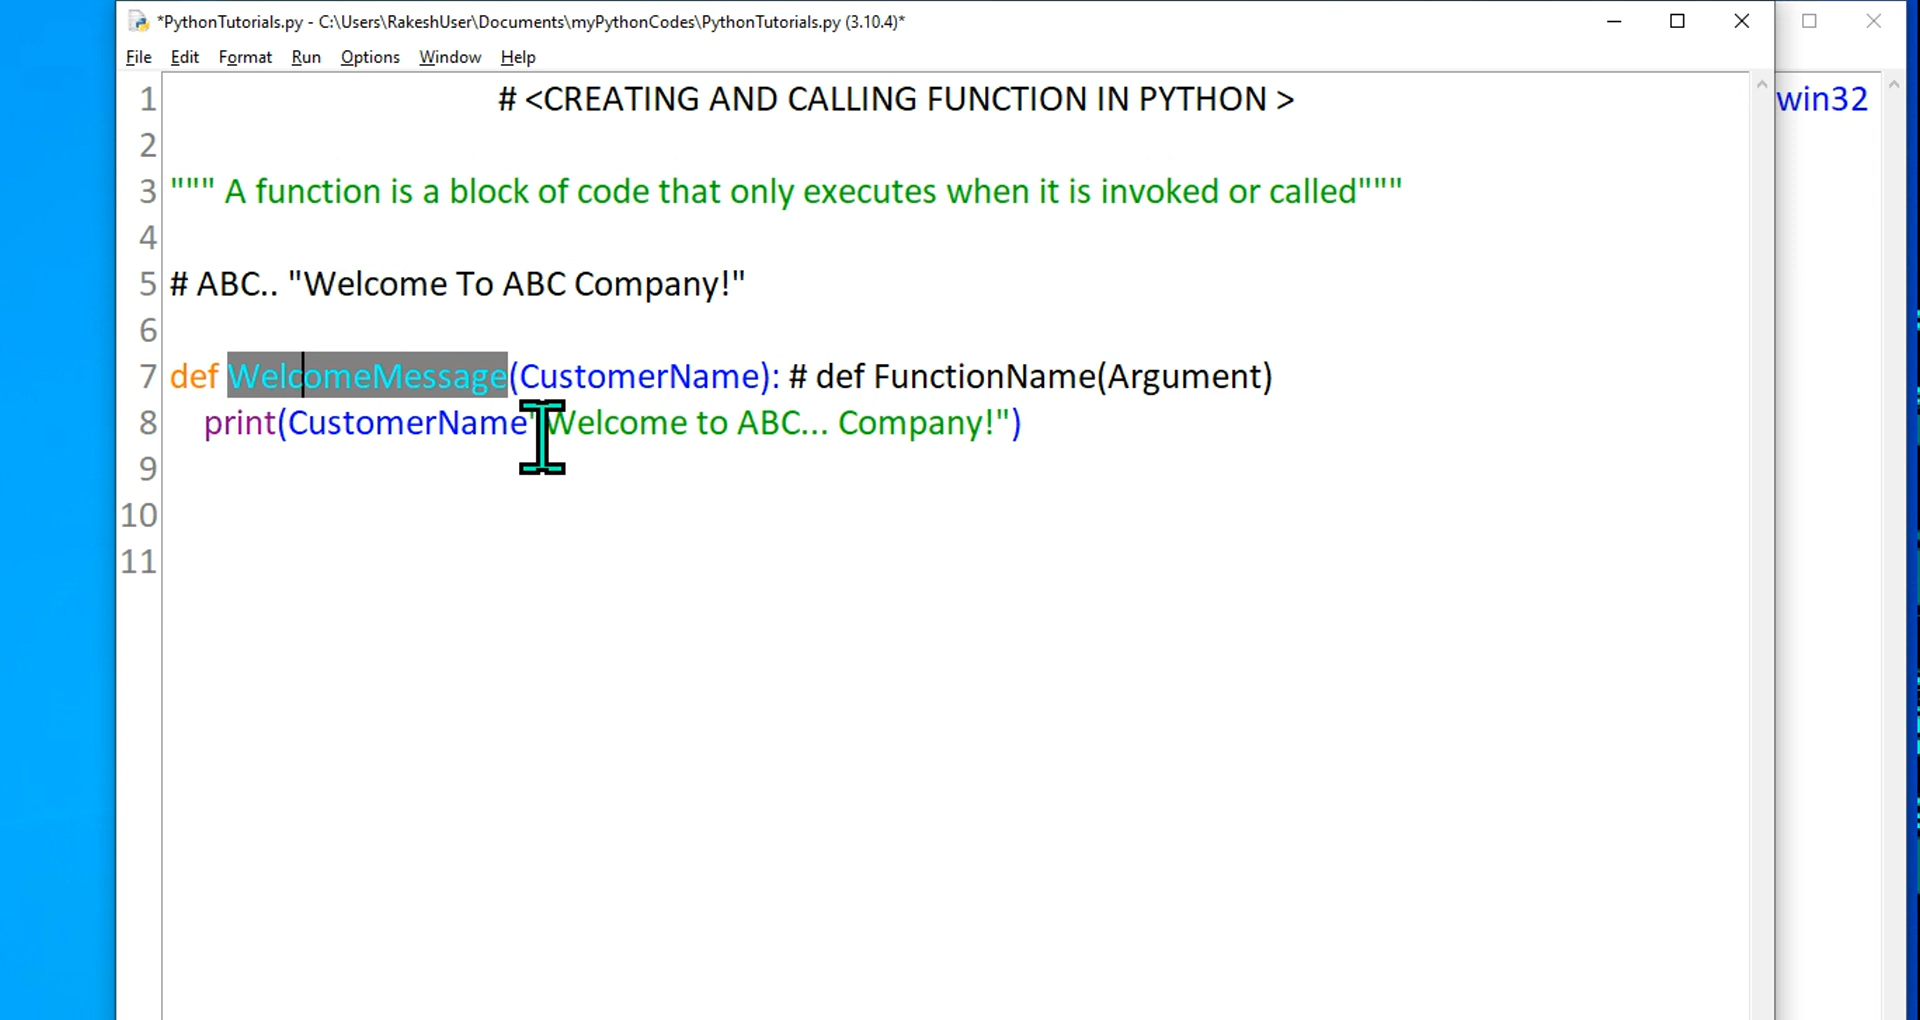 *PythonTutorials.py - C:\Users\RakeshUser\Documents\myPythonCodes\PythonTutorials.py (3.10.4)*
File Edit Format Run Options Window Help
1 # <CREATING AND CALLING FUNCTION IN PYTHON >
win32
2
3 """ A function is a block of code that only executes when it is invoked or called"""
4
5 # ABC.. "Welcome To ABC Company!"
6
7 def WelcomeMessage(CustomerName): # def FunctionName(Argument)
8 print(CustomerName"Welcome to ABC... Company!")
9
10
11